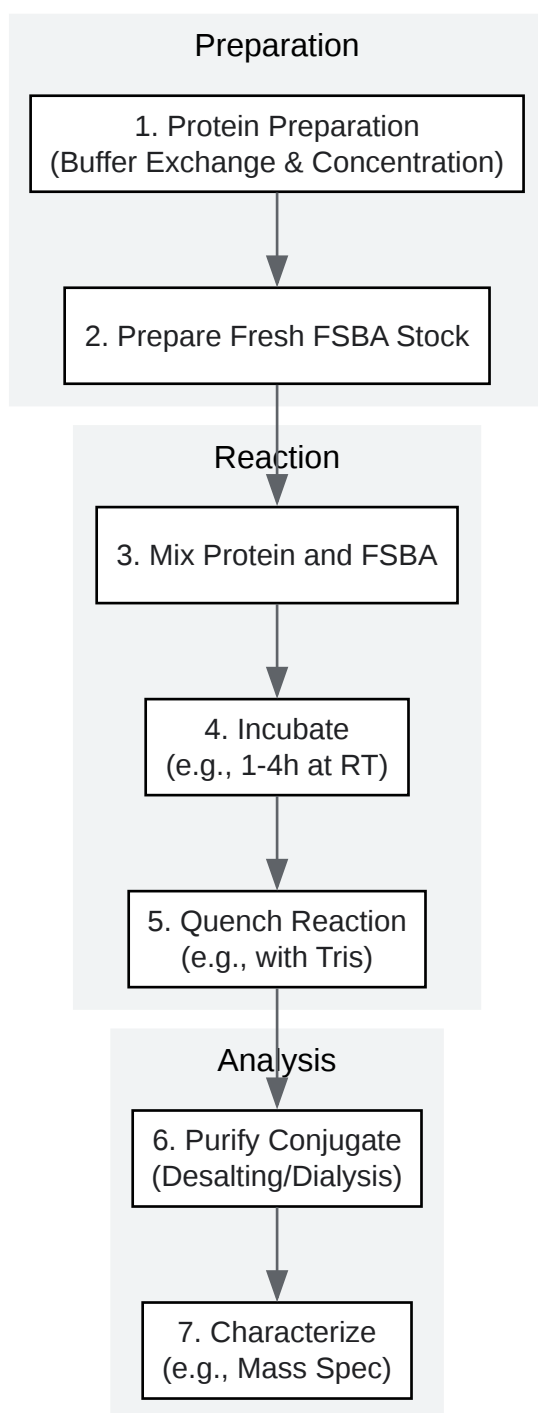 Preparation
1. Protein Preparation
(Buffer Exchange & Concentration)
2. Prepare Fresh FSBA Stock
Reaction
3. Mix Protein and FSBA
4. Incubate
(e.g., 1-4h at RT)
5. Quench Reaction
(e.g., with Tris)
Analysis
6. Purify Conjugate
(Desalting/Dialysis)
7. Characterize
(e.g., Mass Spec)